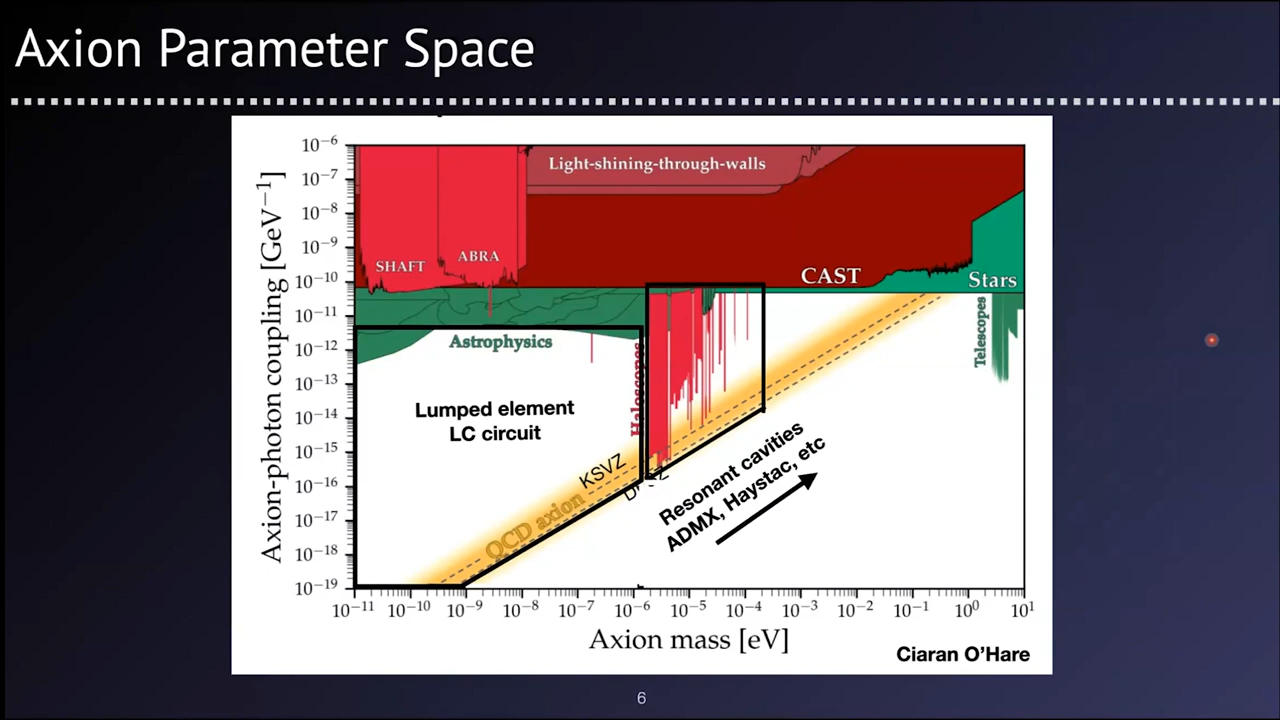 Axion Parameter Space
Light-shining-through-walls
SHAFT
ABRA
CAST
Stars
Astrophysics
Telescopes
Haloscopes
Lumped element
LC circuit
KSVZ
QCD axion
Resonant cavities
ADMX, Haystac, etc
Axion-photon coupling [GeV⁻¹]
10⁻⁶
10⁻⁷
10⁻⁸
10⁻⁹
10⁻¹⁰
10⁻¹¹
10⁻¹²
10⁻¹³
10⁻¹⁴
10⁻¹⁵
10⁻¹⁶
10⁻¹⁷
10⁻¹⁸
10⁻¹⁹
10⁻¹¹ 10⁻¹⁰ 10⁻⁹ 10⁻⁸ 10⁻⁷ 10⁻⁶ 10⁻⁵ 10⁻⁴ 10⁻³ 10⁻² 10⁻¹ 10⁰ 10¹
Axion mass [eV]
Ciaran O'Hare
6